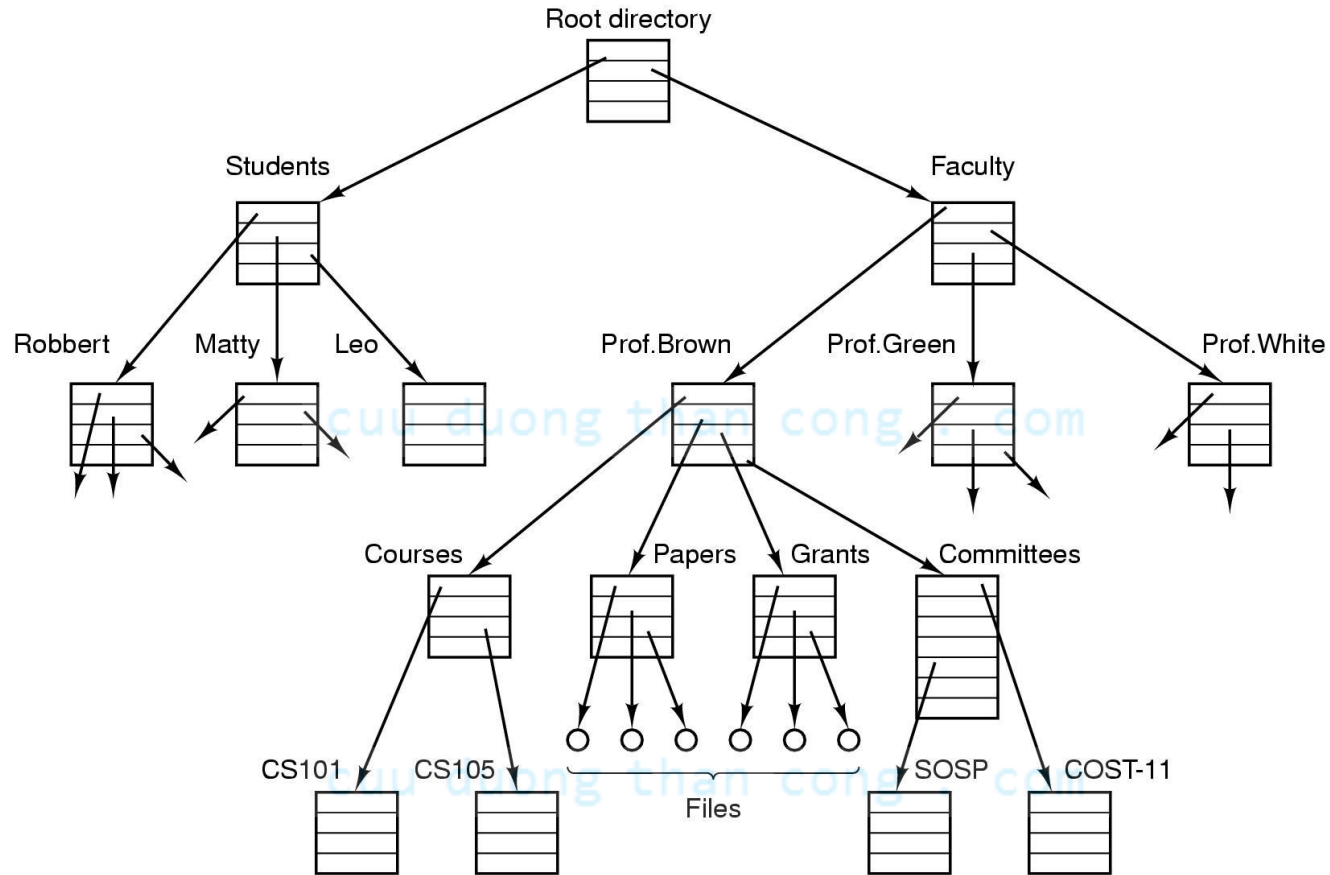 Root directory
Students
Faculty
Robbert
Matty
Leo
Prof.Brown
Prof.Green
Prof.White
cuu duong than cong . com
Courses
Papers
Grants
Committees
CS101
CS105
SOSP
COST-11
cuu duong than cong . com
Files